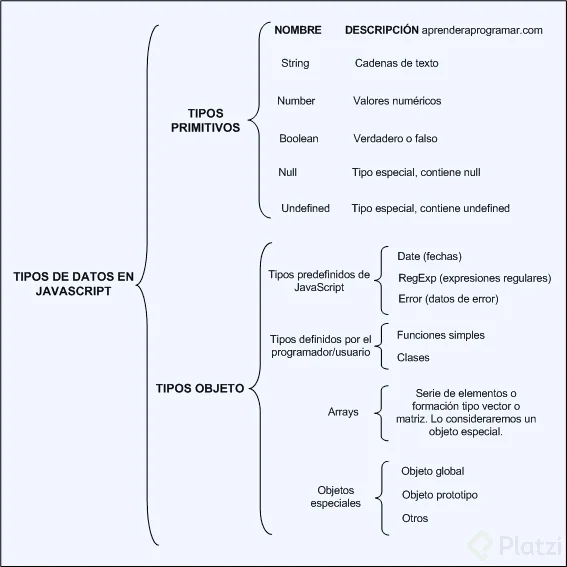 NOMBRE DESCRIPCIÓN aprenderaprogramar.com
String Cadenas de texto
TIPOS
PRIMITIVOS
Number Valores numéricos
Boolean Verdadero o falso
Null Tipo especial, contiene null
Undefined Tipo especial, contiene undefined
TIPOS DE DATOS EN
JAVASCRIPT
TIPOS OBJETO
Tipos predefinidos de
JavaScript
Date (fechas)
RegExp (expresiones regulares)
Error (datos de error)
Tipos definidos por el
programador/usuario
Funciones simples
Clases
Arrays
Serie de elementos o
formación tipo vector o
matriz. Lo consideraremos un
objeto especial.
Objetos
especiales
Objeto global
Objeto prototipo
Otros
Platzi